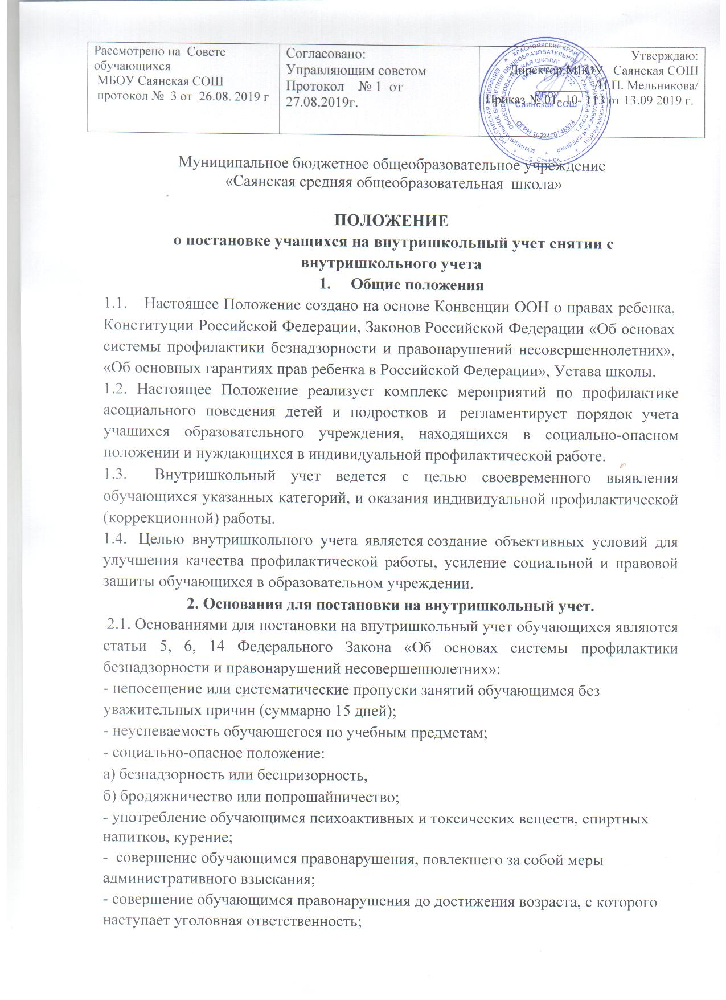 Рассмотрено на Совете
обучающихся
МБОУ Саянская СОШ
протокол № 3 от 26.08. 2019 г
Согласовано:
Управляющим советом
Протокол № 1 от
27.08.2019г.
Утверждаю:
Директор МБОУ Саянская СОШ
Н.П. Мельникова/
Приказ № 01- 10- 113 от 13.09 2019 г.
МБОУ
Саянская СОШ
ОГРН 1022400748578
с. Саянск
Муниципальное бюджетное общеобразовательное учреждение
«Саянская средняя общеобразовательная школа»
ПОЛОЖЕНИЕ
о постановке учащихся на внутришкольный учет снятии с
внутришкольного учета
1. Общие положения
1.1. Настоящее Положение создано на основе Конвенции ООН о правах ребенка,
Конституции Российской Федерации, Законов Российской Федерации «Об основах
системы профилактики безнадзорности и правонарушений несовершеннолетних»,
«Об основных гарантиях прав ребенка в Российской Федерации», Устава школы.
1.2. Настоящее Положение реализует комплекс мероприятий по профилактике
асоциального поведения детей и подростков и регламентирует порядок учета
учащихся образовательного учреждения, находящихся в социально-опасном
положении и нуждающихся в индивидуальной профилактической работе.
1.3. Внутришкольный учет ведется с целью своевременного выявления
обучающихся указанных категорий, и оказания индивидуальной профилактической
(коррекционной) работы.
1.4. Целью внутришкольного учета является создание объективных условий для
улучшения качества профилактической работы, усиление социальной и правовой
защиты обучающихся в образовательном учреждении.
2. Основания для постановки на внутришкольный учет.
2.1. Основаниями для постановки на внутришкольный учет обучающихся являются
статьи 5, 6, 14 Федерального Закона «Об основах системы профилактики
безнадзорности и правонарушений несовершеннолетних»:
- непосещение или систематические пропуски занятий обучающимся без
уважительных причин (суммарно 15 дней);
- неуспеваемость обучающегося по учебным предметам;
- социально-опасное положение:
а) безнадзорность или беспризорность,
б) бродяжничество или попрошайничество;
- употребление обучающимся психоактивных и токсических веществ, спиртных
напитков, курение;
- совершение обучающимся правонарушения, повлекшего за собой меры
административного взыскания;
- совершение обучающимся правонарушения до достижения возраста, с которого
наступает уголовная ответственность;